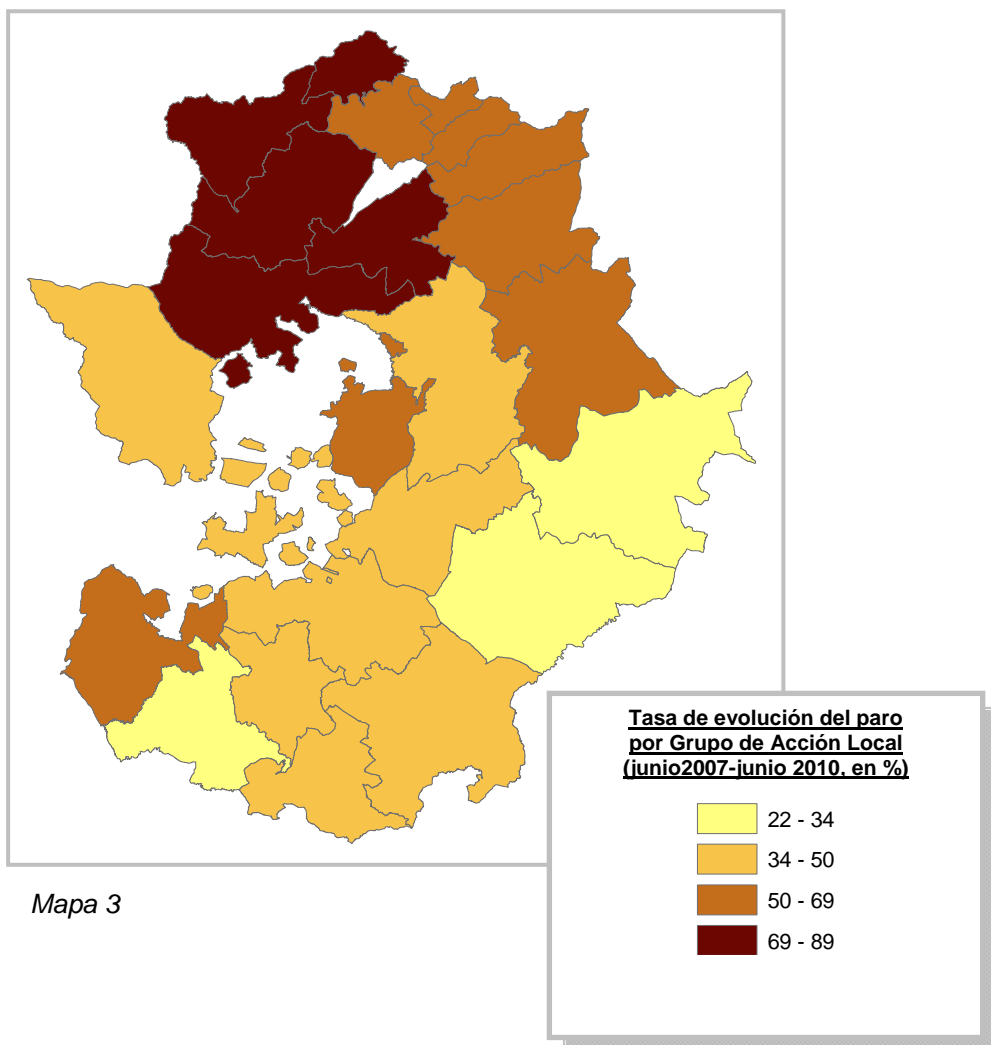 Tasa de evolución del paro
por Grupo de Acción Local
(junio2007-junio 2010, en %)
22 - 34
34 - 50
50 - 69
69 - 89
Mapa 3